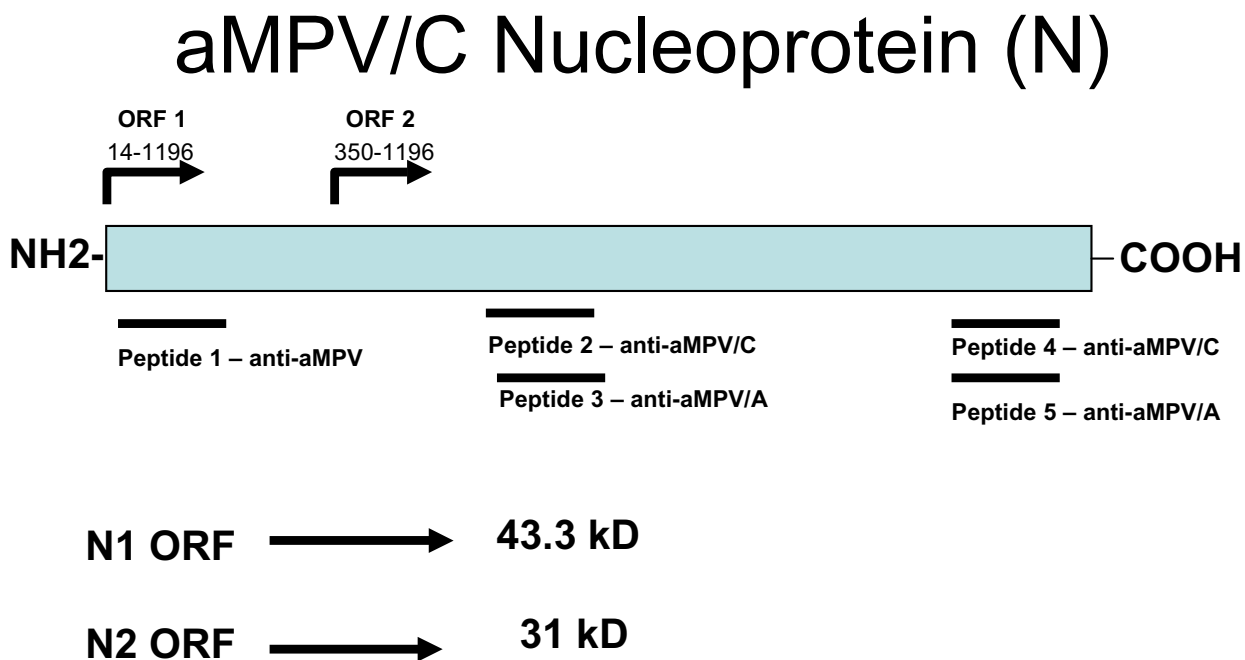 aMPV/C Nucleoprotein (N)
ORF 1
14-1196
ORF 2
350-1196
NH2-
COOH
Peptide 1 – anti-aMPV
Peptide 2 – anti-aMPV/C
Peptide 3 – anti-aMPV/A
Peptide 4 – anti-aMPV/C
Peptide 5 – anti-aMPV/A
N1 ORF 43.3 kD
N2 ORF 31 kD